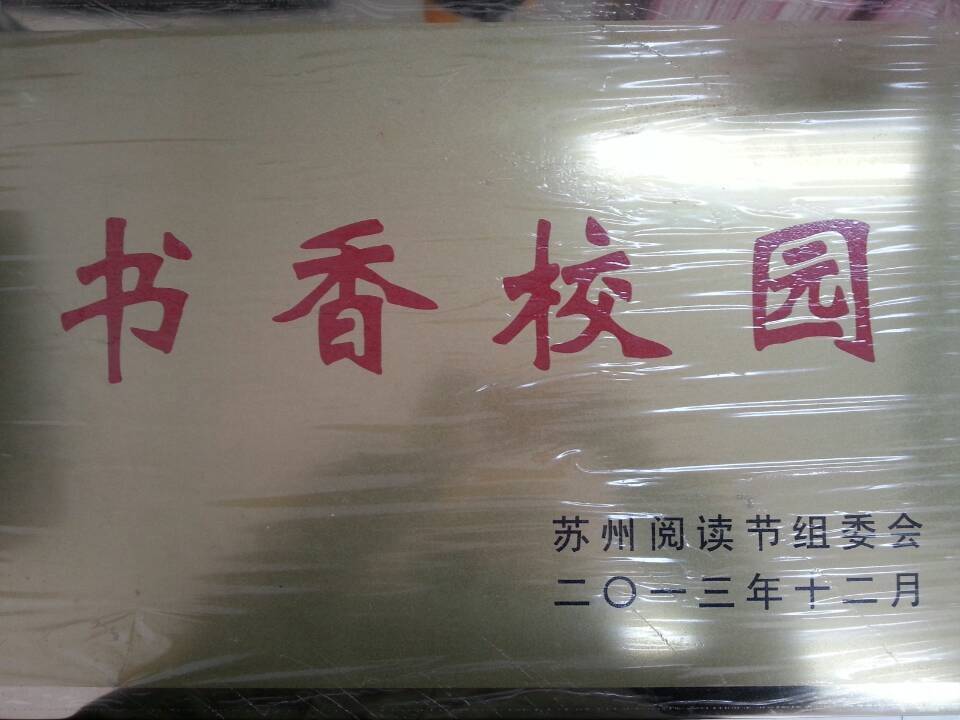 书香校园
苏州阅读节组委会
二〇一三年十二月